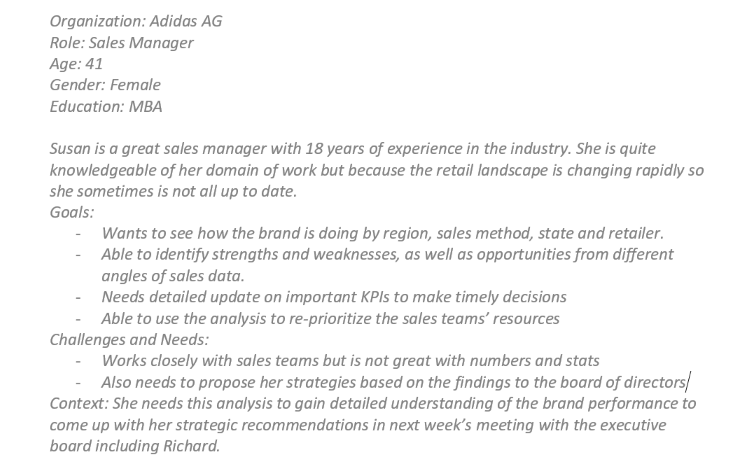 Organization: Adidas AG
Role: Sales Manager
Age: 41
Gender: Female
Education: MBA
Susan is a great sales manager with 18 years of experience in the industry. She is quite
knowledgeable of her domain of work but because the retail landscape is changing rapidly so
she sometimes is not all up to date.
Goals:
- Wants to see how the brand is doing by region, sales method, state and retailer.
- Able to identify strengths and weaknesses, as well as opportunities from different
angles of sales data.
- Needs detailed update on important KPIs to make timely decisions
- Able to use the analysis to re-prioritize the sales teams’ resources
Challenges and Needs:
- Works closely with sales teams but is not great with numbers and stats
- Also needs to propose her strategies based on the findings to the board of directors
Context: She needs this analysis to gain detailed understanding of the brand performance to
come up with her strategic recommendations in next week’s meeting with the executive
board including Richard.